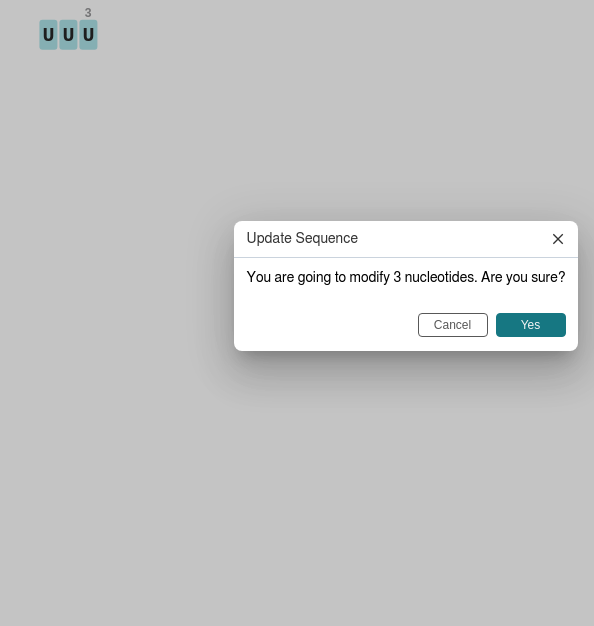 3
U U U
Update Sequence
You are going to modify 3 nucleotides. Are you sure?
Cancel Yes